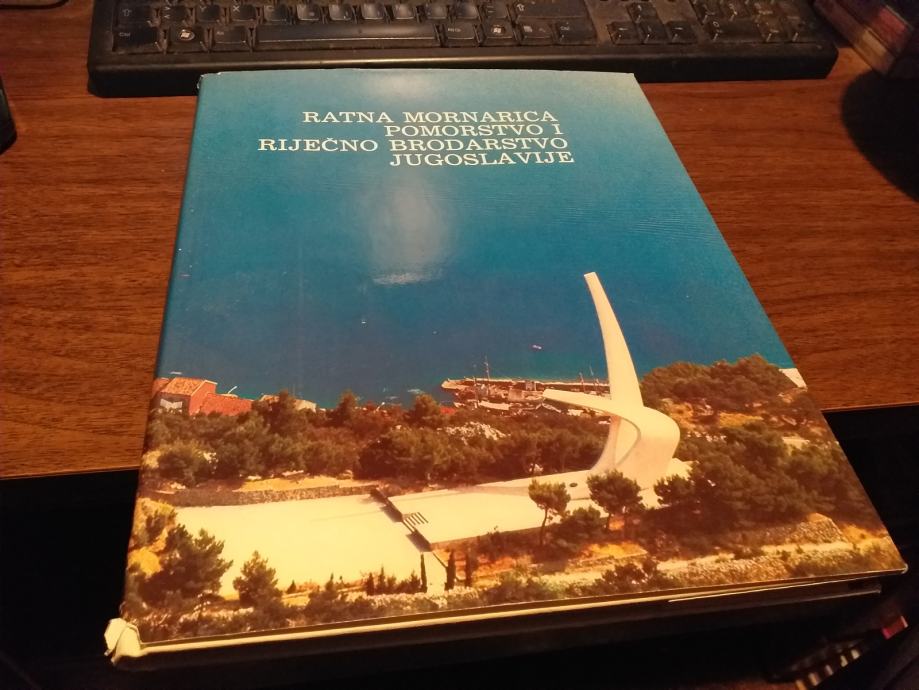 RATNA MORNARICA
POMORSTVO I
RIJEČNO BRODARSTVO
JUGOSLAVIJE